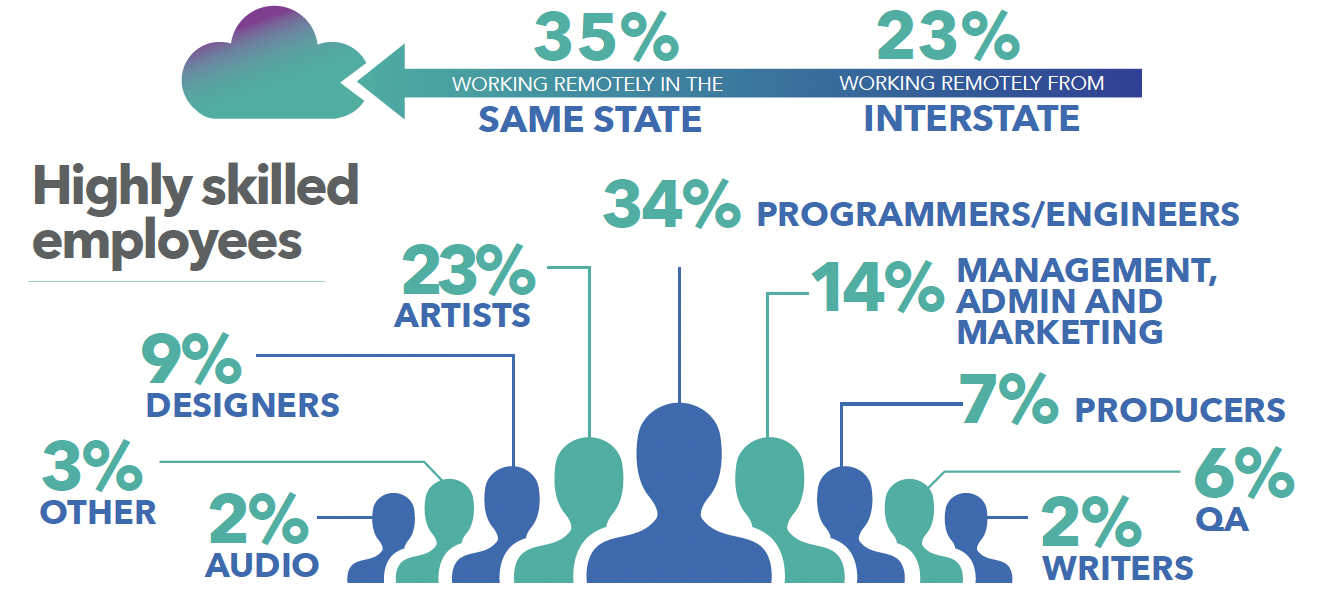 35%
WORKING REMOTELY IN THE
SAME STATE
23%
WORKING REMOTELY FROM
INTERSTATE
Highly skilled
employees
34% PROGRAMMERS/ENGINEERS
23%
ARTISTS
14% MANAGEMENT,
ADMIN AND
MARKETING
9%
DESIGNERS
7% PRODUCERS
3%
OTHER
6%
QA
2%
AUDIO
2%
WRITERS